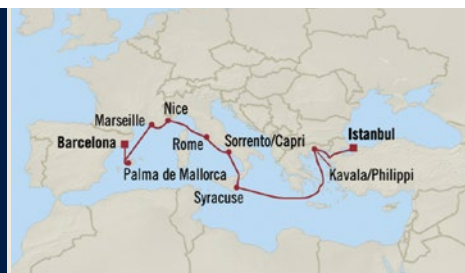 Nice
Marseille
Barcelona
Rome
Sorrento/Capri
Istanbul
Palma de Mallorca
Kavala/Philippi
Syracuse